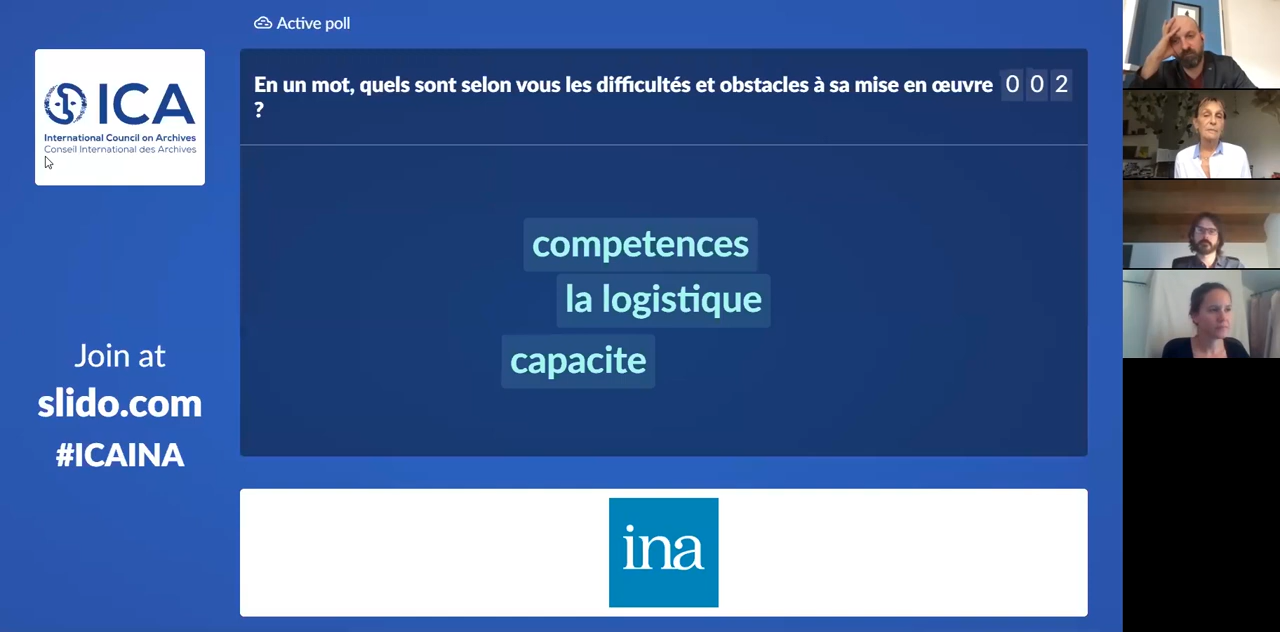 Active poll
ICA
International Council on Archives
Conseil International des Archives
En un mot, quels sont selon vous les difficultés et obstacles à sa mise en œuvre
?
0 0 2
competences
la logistique
capacite
Join at
slido.com
#ICAINA
ina